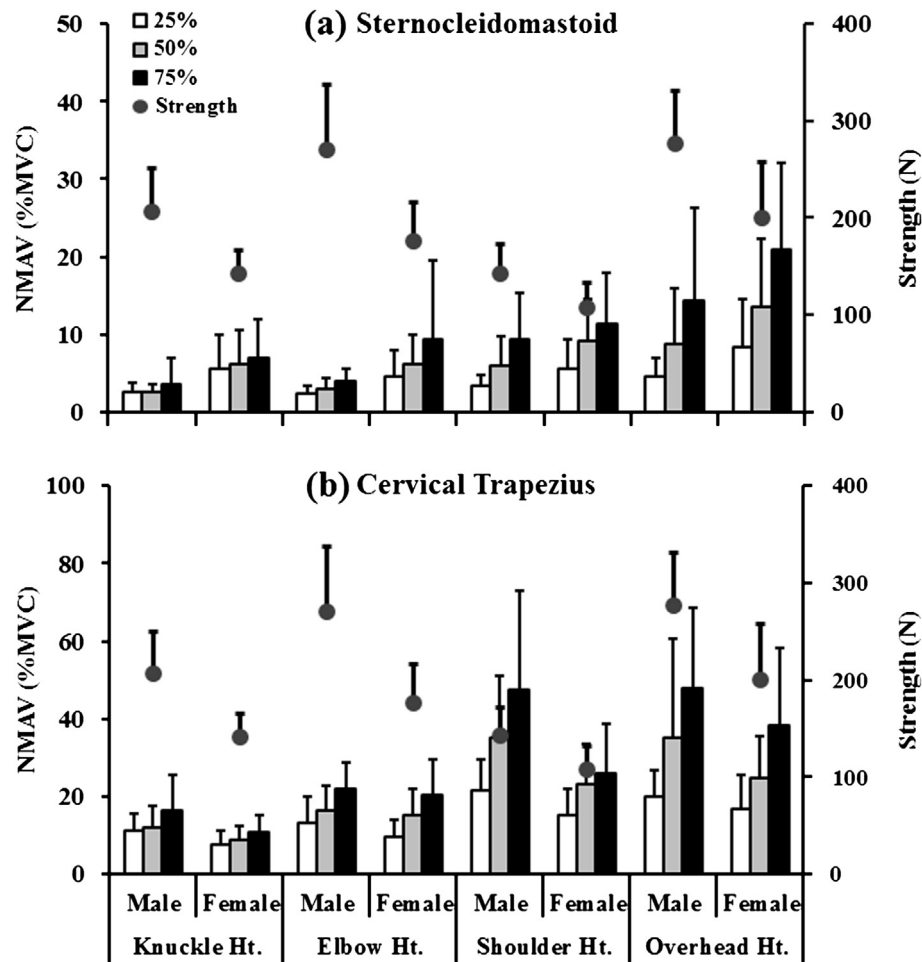 (a) Sternocleidomastoid
25%
50%
75%
Strength
50
40
30
20
10
0
NMAV (%MVC)
400
300
200
100
0
Strength (N)
(b) Cervical Trapezius
100
80
60
40
20
0
NMAV (%MVC)
400
300
200
100
0
Strength (N)
Male Female Male Female Male Female Male Female
Knuckle Ht. Elbow Ht. Shoulder Ht. Overhead Ht.